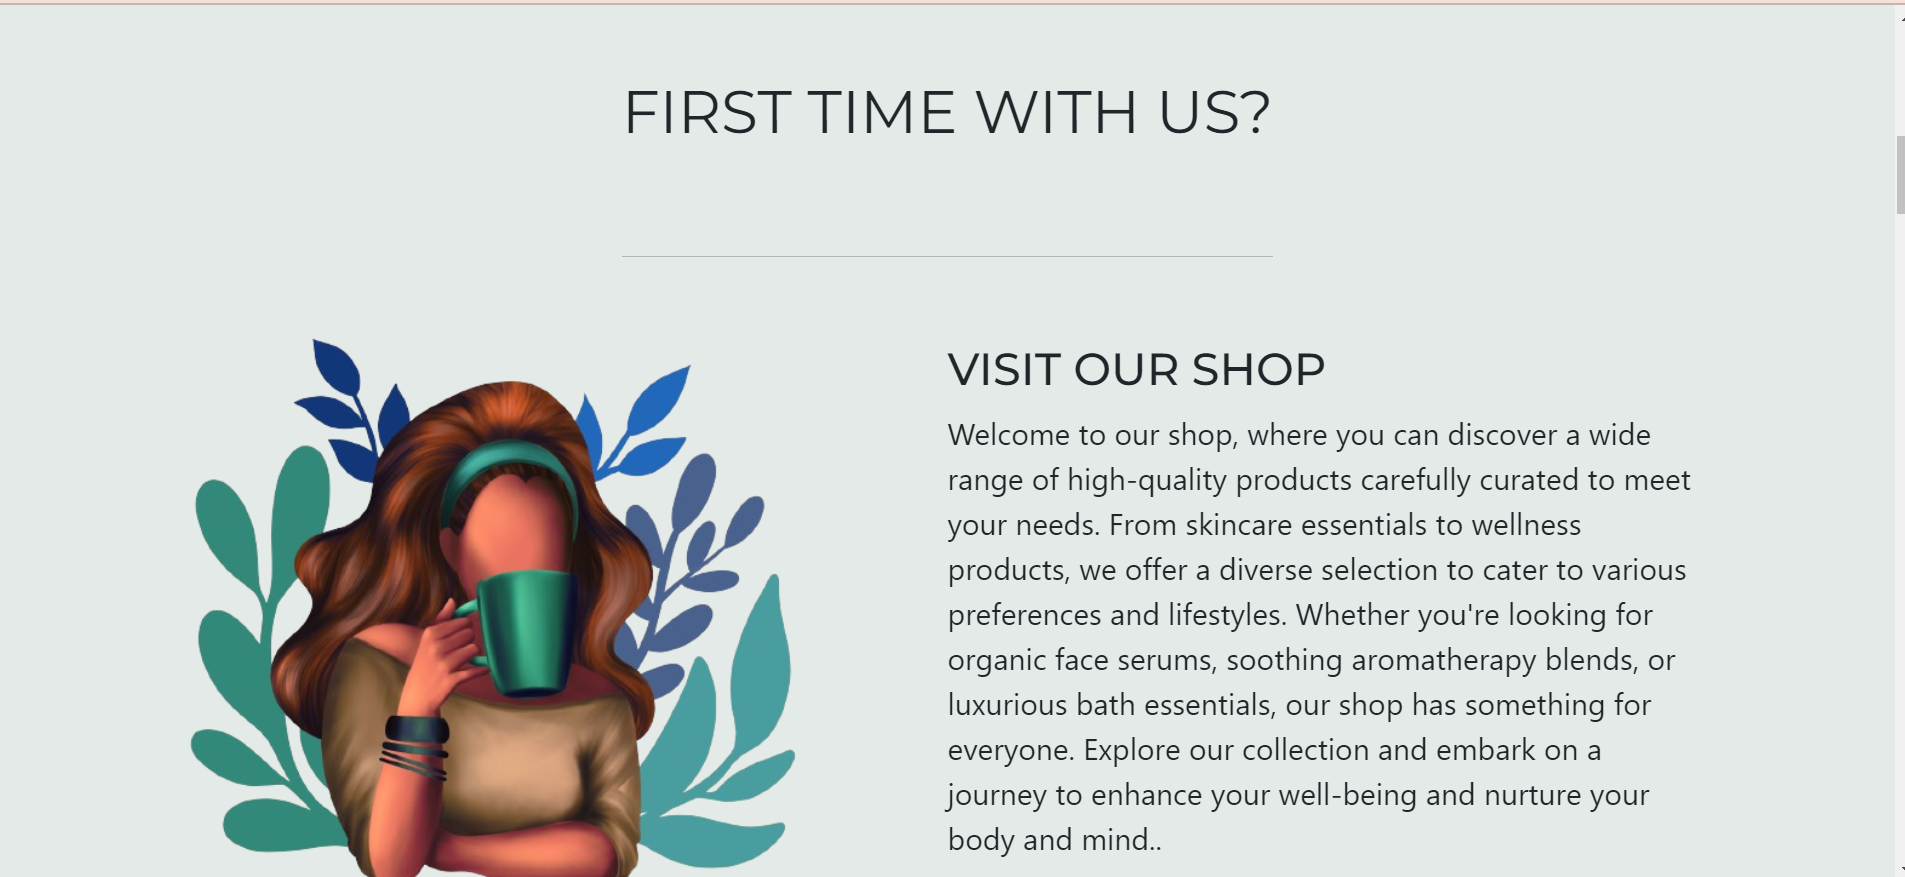 FIRST TIME WITH US?
VISIT OUR SHOP
Welcome to our shop, where you can discover a wide
range of high-quality products carefully curated to meet
your needs. From skincare essentials to wellness
products, we offer a diverse selection to cater to various
preferences and lifestyles. Whether you're looking for
organic face serums, soothing aromatherapy blends, or
luxurious bath essentials, our shop has something for
everyone. Explore our collection and embark on a
journey to enhance your well-being and nurture your
body and mind..